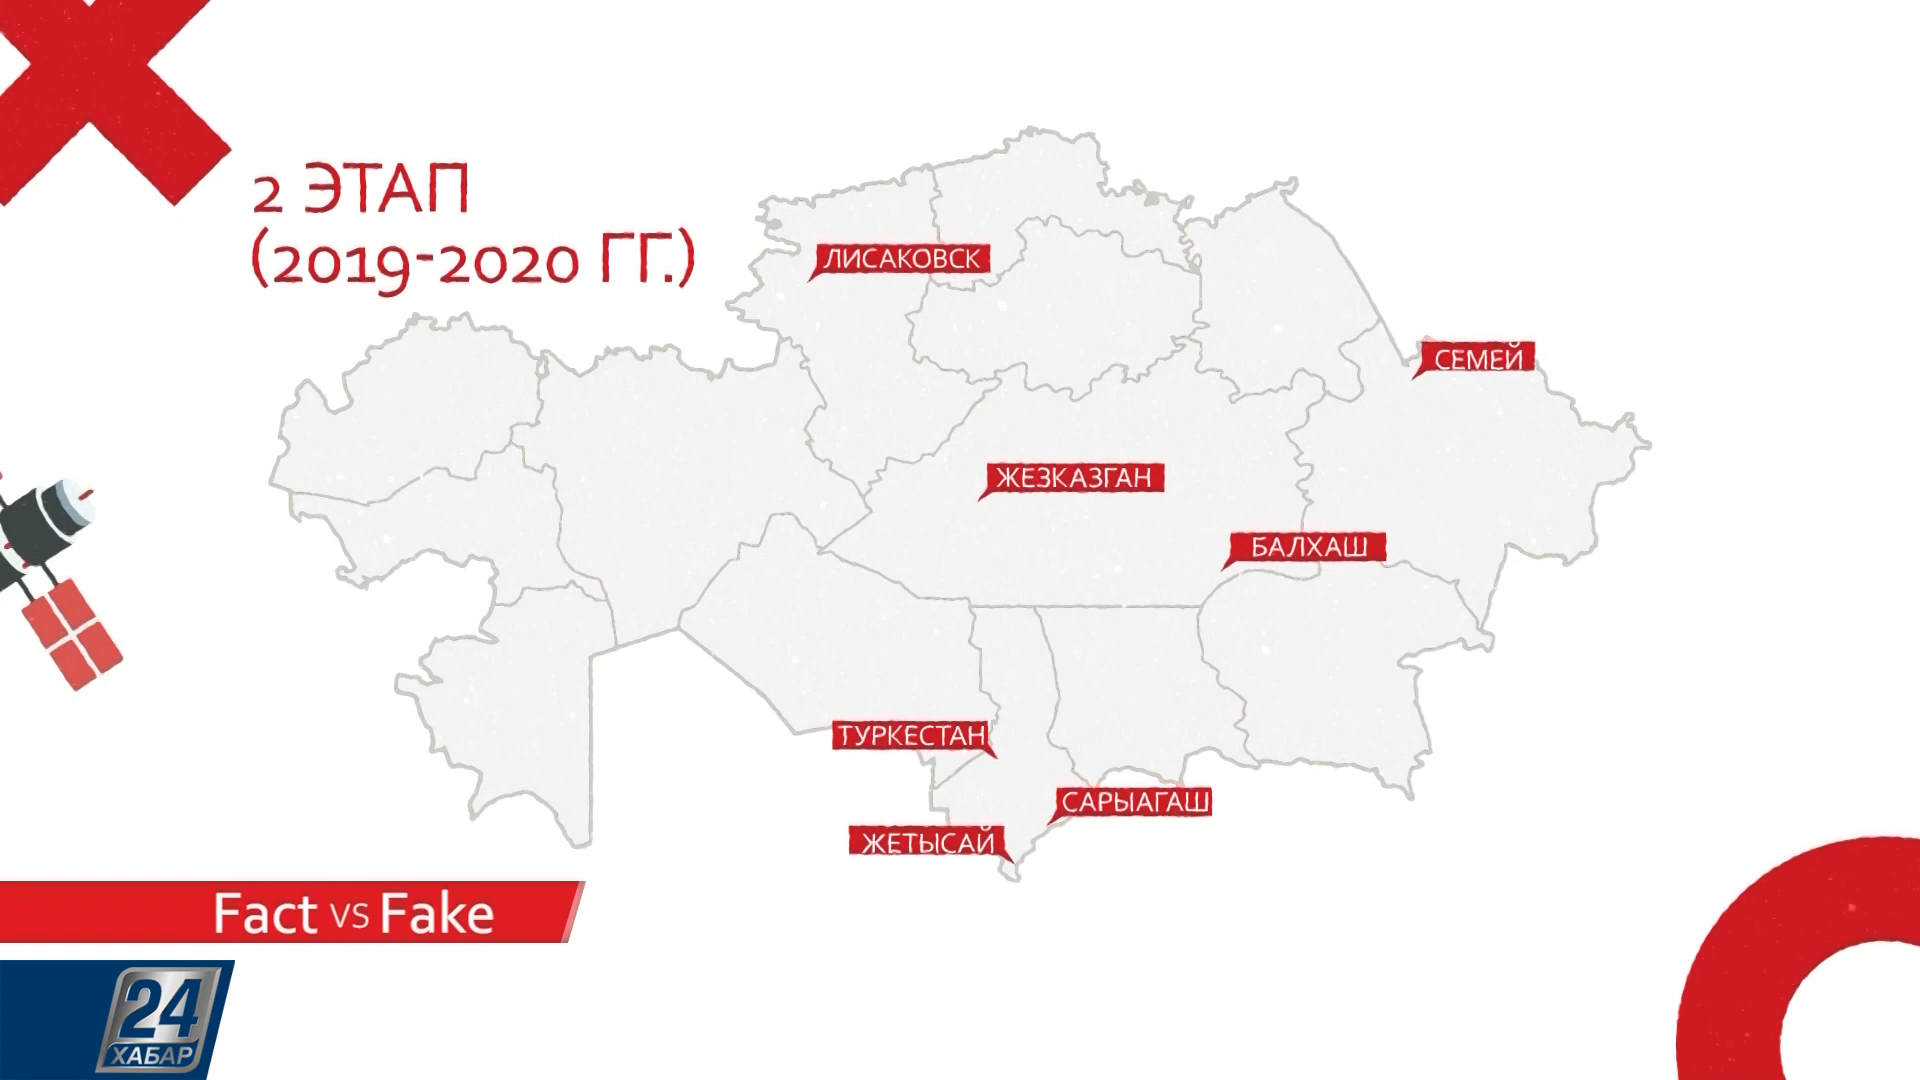 2 ЭТАП
(2019-2020 ГГ.)
ЛИСАКОВСК
СЕМЕЙ
ЖЕЗКАЗГАН
БАЛХАШ
ТУРКЕСТАН
САРЫАГАШ
ЖЕТЫСАЙ
Fact vs Fake
24
ХАБАР